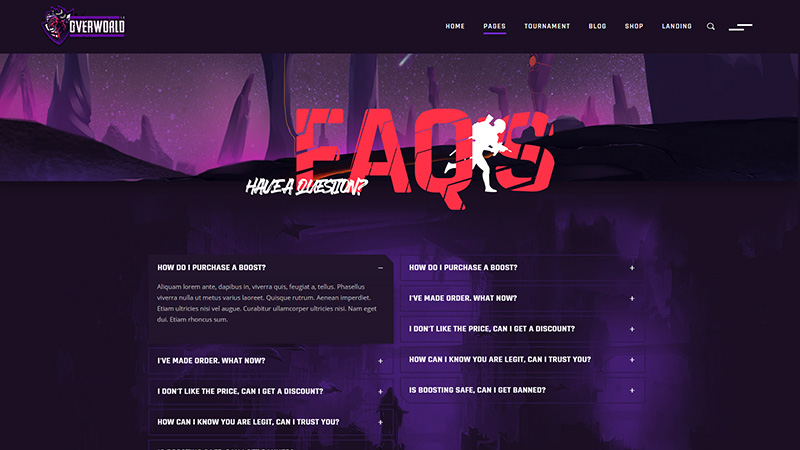 OVERWORLD
HOME
PAGES
TOURNAMENT
BLOG
SHOP
LANDING
FAQ'S
HAVE A QUESTION?
HOW DO I PURCHASE A BOOST?
Aliquam lorem ante, dapibus in, viverra quis, feugiat a, tellus. Phasellus
viverra nulla ut metus varius laoreet. Quisque rutrum. Aenean imperdiet.
Etiam ultricies nisi vel augue. Curabitur ullamcorper ultricies nisi. Nam eget
dui. Etiam rhoncus sum.
I'VE MADE ORDER. WHAT NOW?
I DON'T LIKE THE PRICE, CAN I GET A DISCOUNT?
HOW CAN I KNOW YOU ARE LEGIT, CAN I TRUST YOU?
HOW DO I PURCHASE A BOOST?
I'VE MADE ORDER. WHAT NOW?
I DON'T LIKE THE PRICE, CAN I GET A DISCOUNT?
HOW CAN I KNOW YOU ARE LEGIT, CAN I TRUST YOU?
IS BOOSTING SAFE, CAN I GET BANNED?